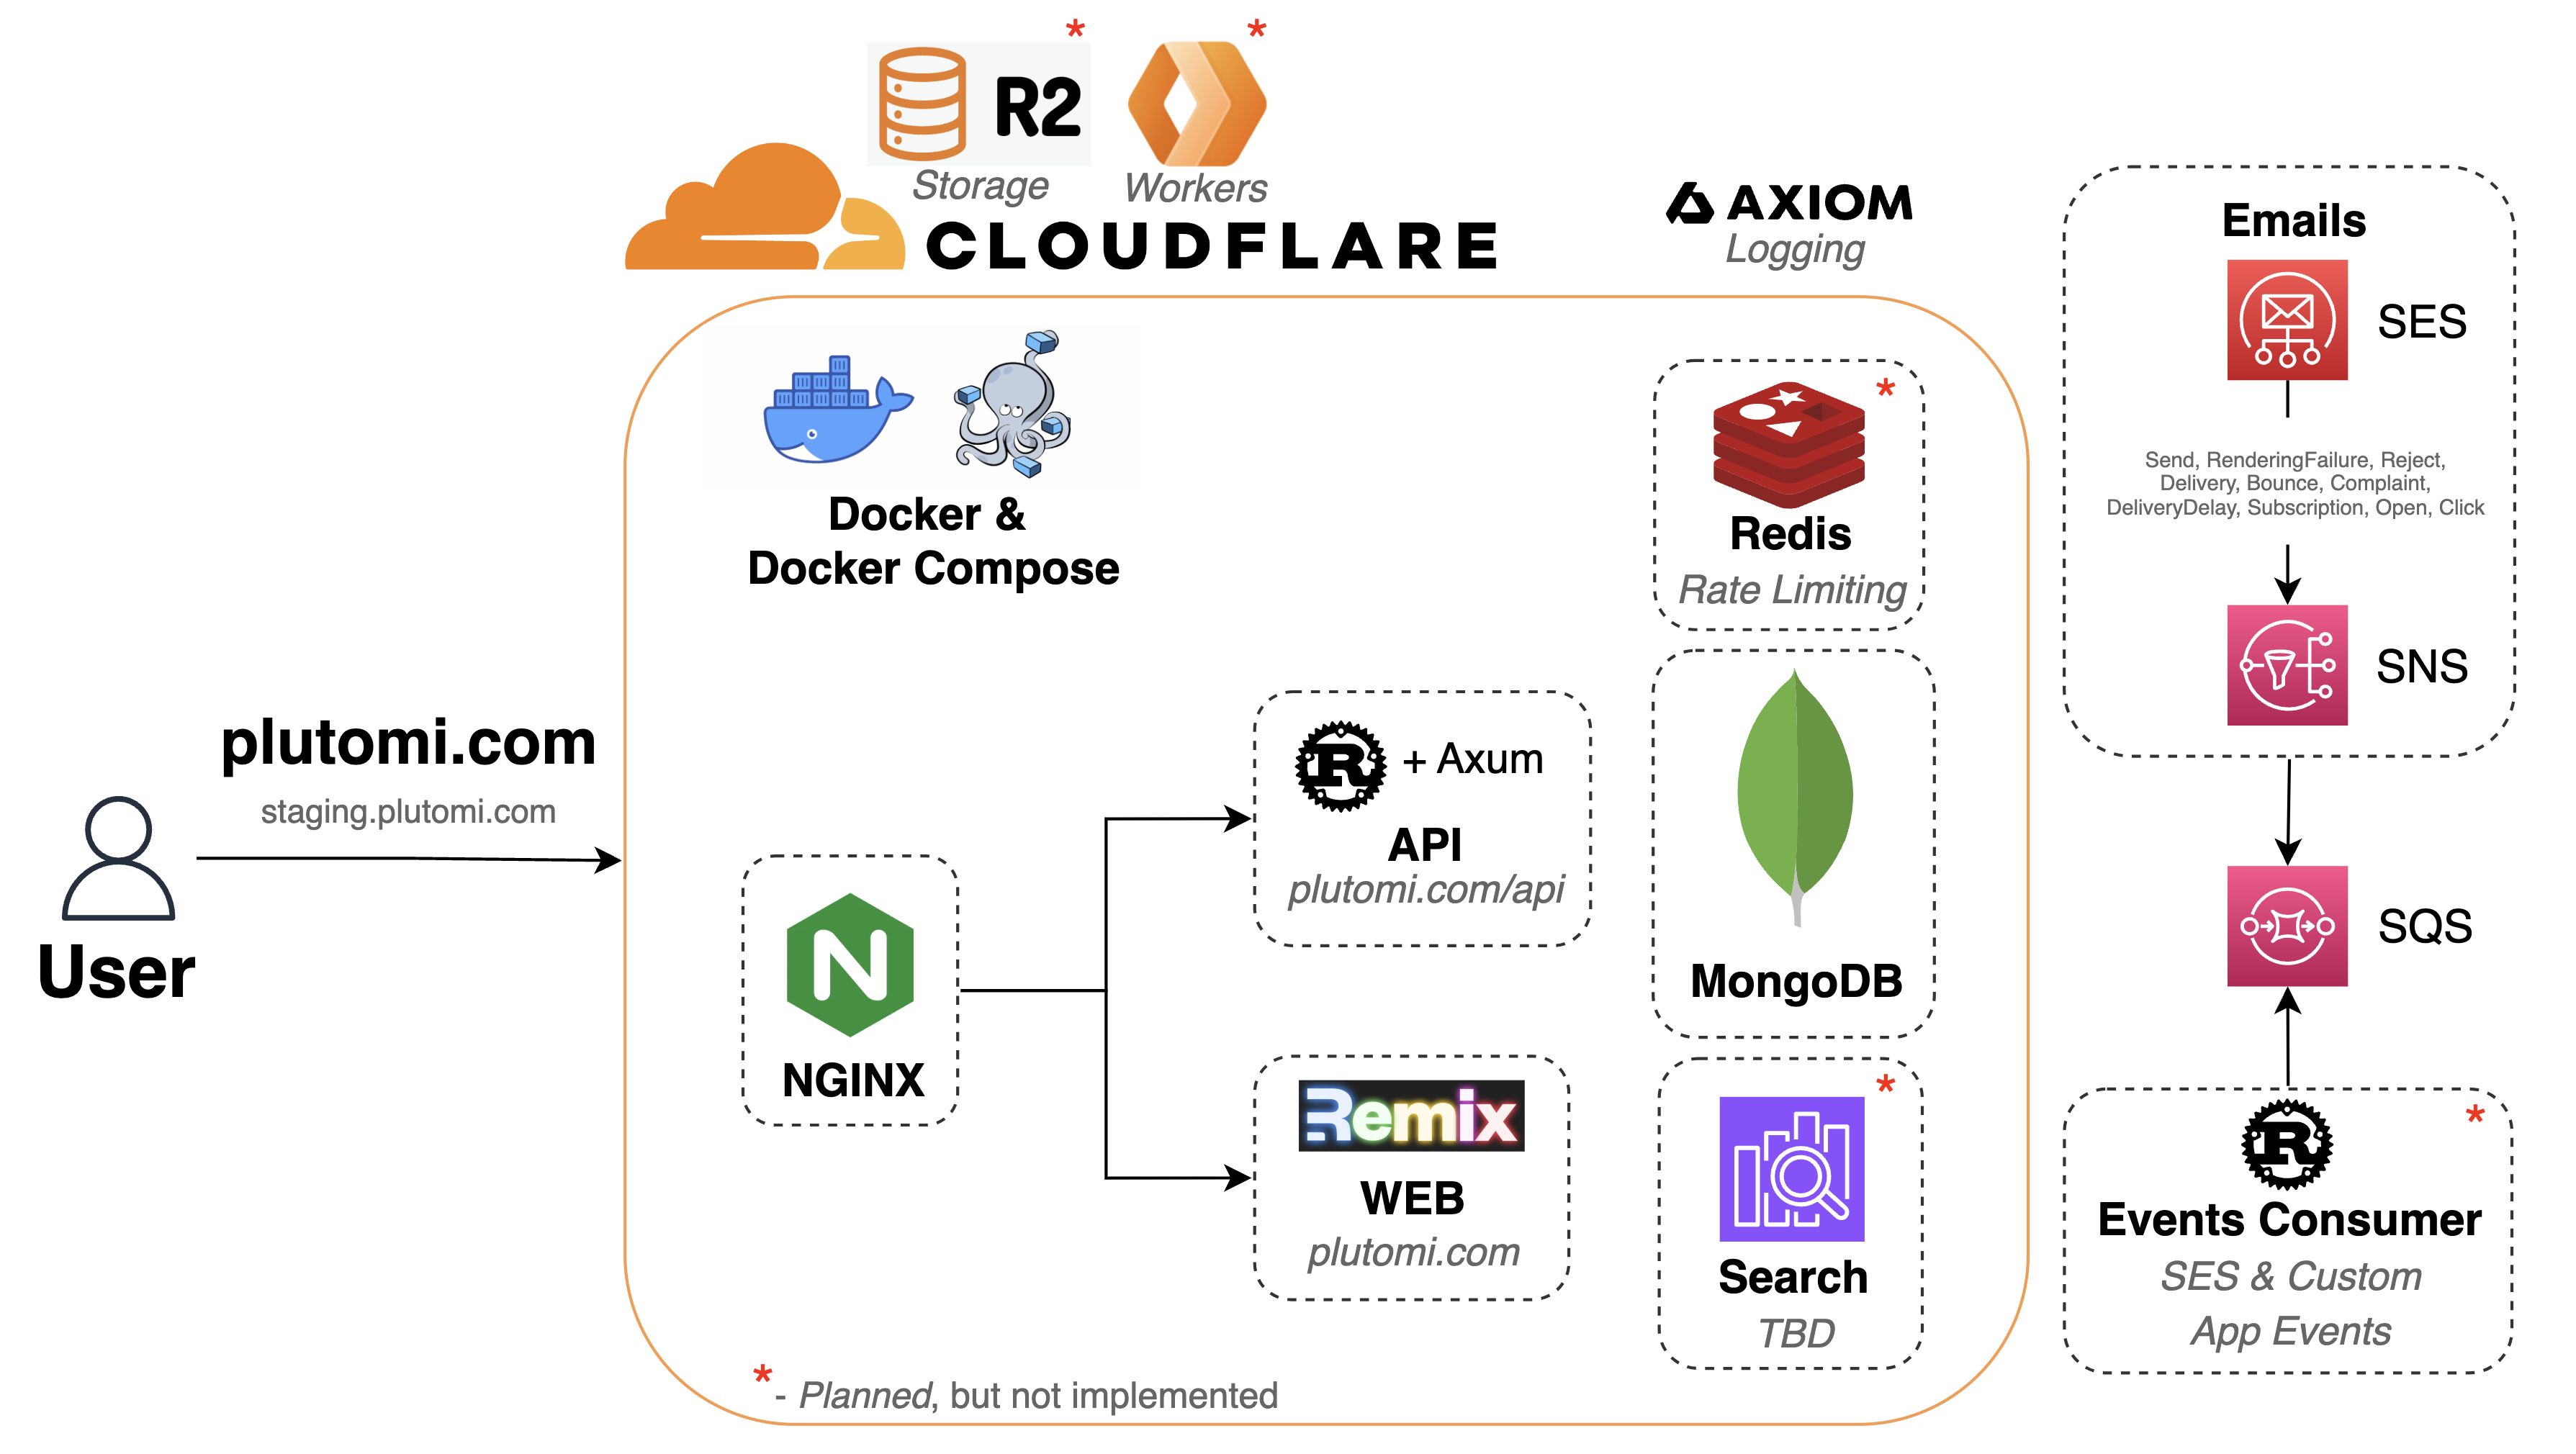 *
*
R2
Storage
Workers
CLOUDFLARE
AXIOM
Logging
Docker &
Docker Compose
*
Redis
Rate Limiting
plutomi.com
staging.plutomi.com
User
NGINX
R + Axum
API
plutomi.com/api
Remix
WEB
plutomi.com
MongoDB
*
Search
TBD
* - Planned, but not implemented
Emails
SES
Send, RenderingFailure, Reject,
Delivery, Bounce, Complaint,
DeliveryDelay, Subscription, Open, Click
SNS
SQS
*
R
Events Consumer
SES & Custom
App Events